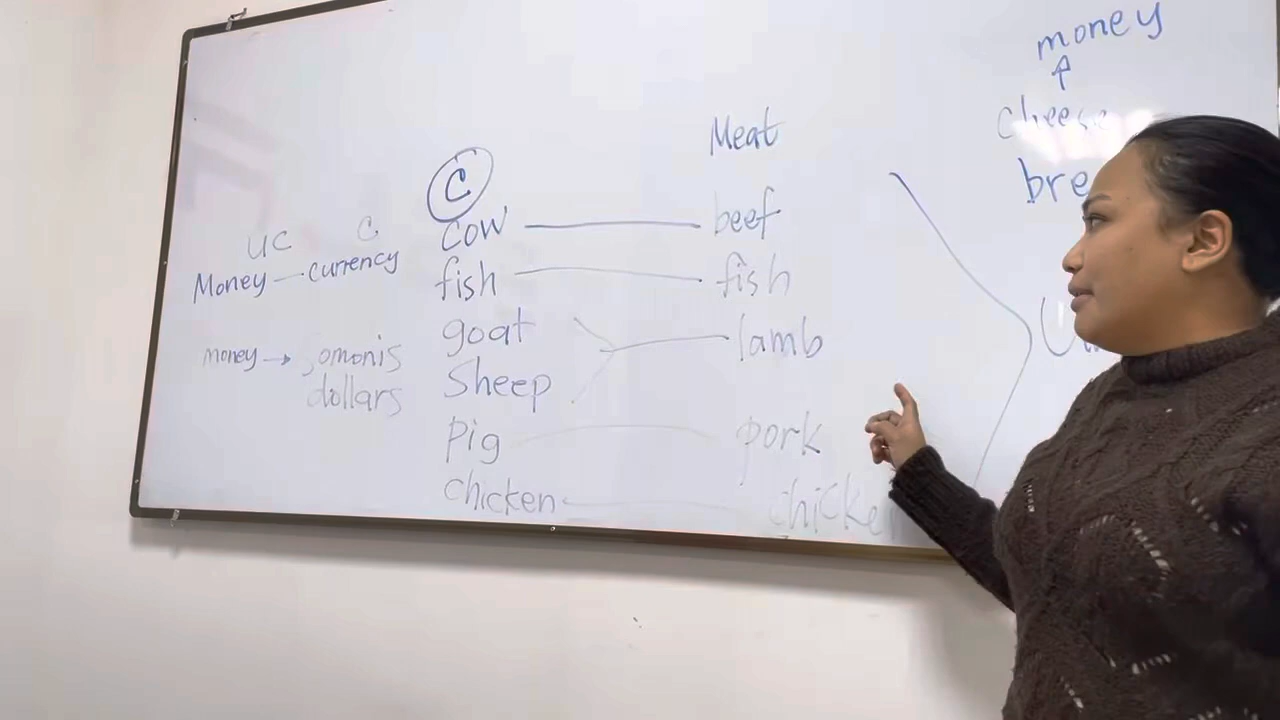 money
↑
cheese
Meat
C
cow beef
UC C
Money — currency
fish fish
goat lamb
money → somonis
dollars
Sheep
pig pork
chicken